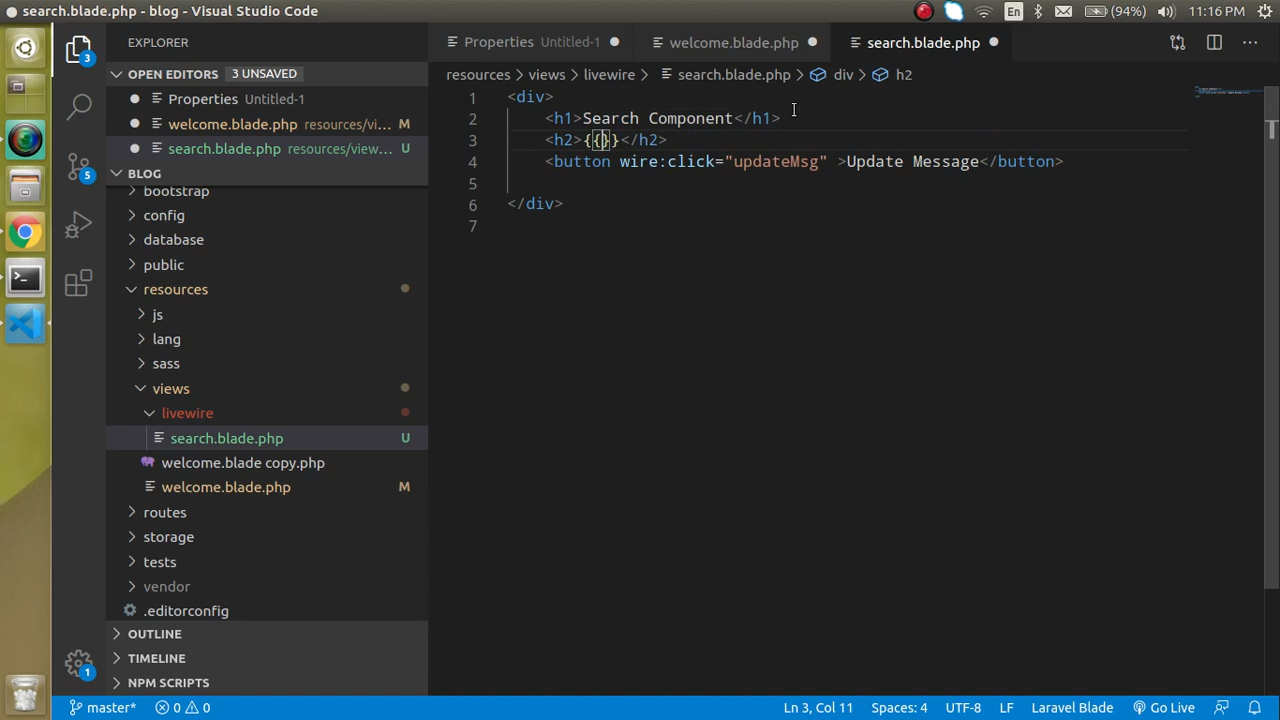 search.blade.php - blog - Visual Studio Code
En
(94%)
11:16 PM
3
5
1
EXPLORER
OPEN EDITORS 3 UNSAVED
Properties Untitled-1
welcome.blade.php resources/vi... M
search.blade.php resources/view... U
BLOG
bootstrap
config
database
public
resources
js
lang
sass
views
livewire
search.blade.php U
welcome.blade copy.php
welcome.blade.php M
routes
storage
tests
vendor
.editorconfig
OUTLINE
TIMELINE
NPM SCRIPTS
Properties Untitled-1
welcome.blade.php
search.blade.php
resources > views > livewire > search.blade.php > div > h2
1 <div>
2 <h1>Search Component</h1>
3 <h2>{{}}</h2>
4 <button wire:click="updateMsg" >Update Message</button>
5
6 </div>
7
master* 0 0 Ln 3, Col 11 Spaces: 4 UTF-8 LF Laravel Blade Go Live